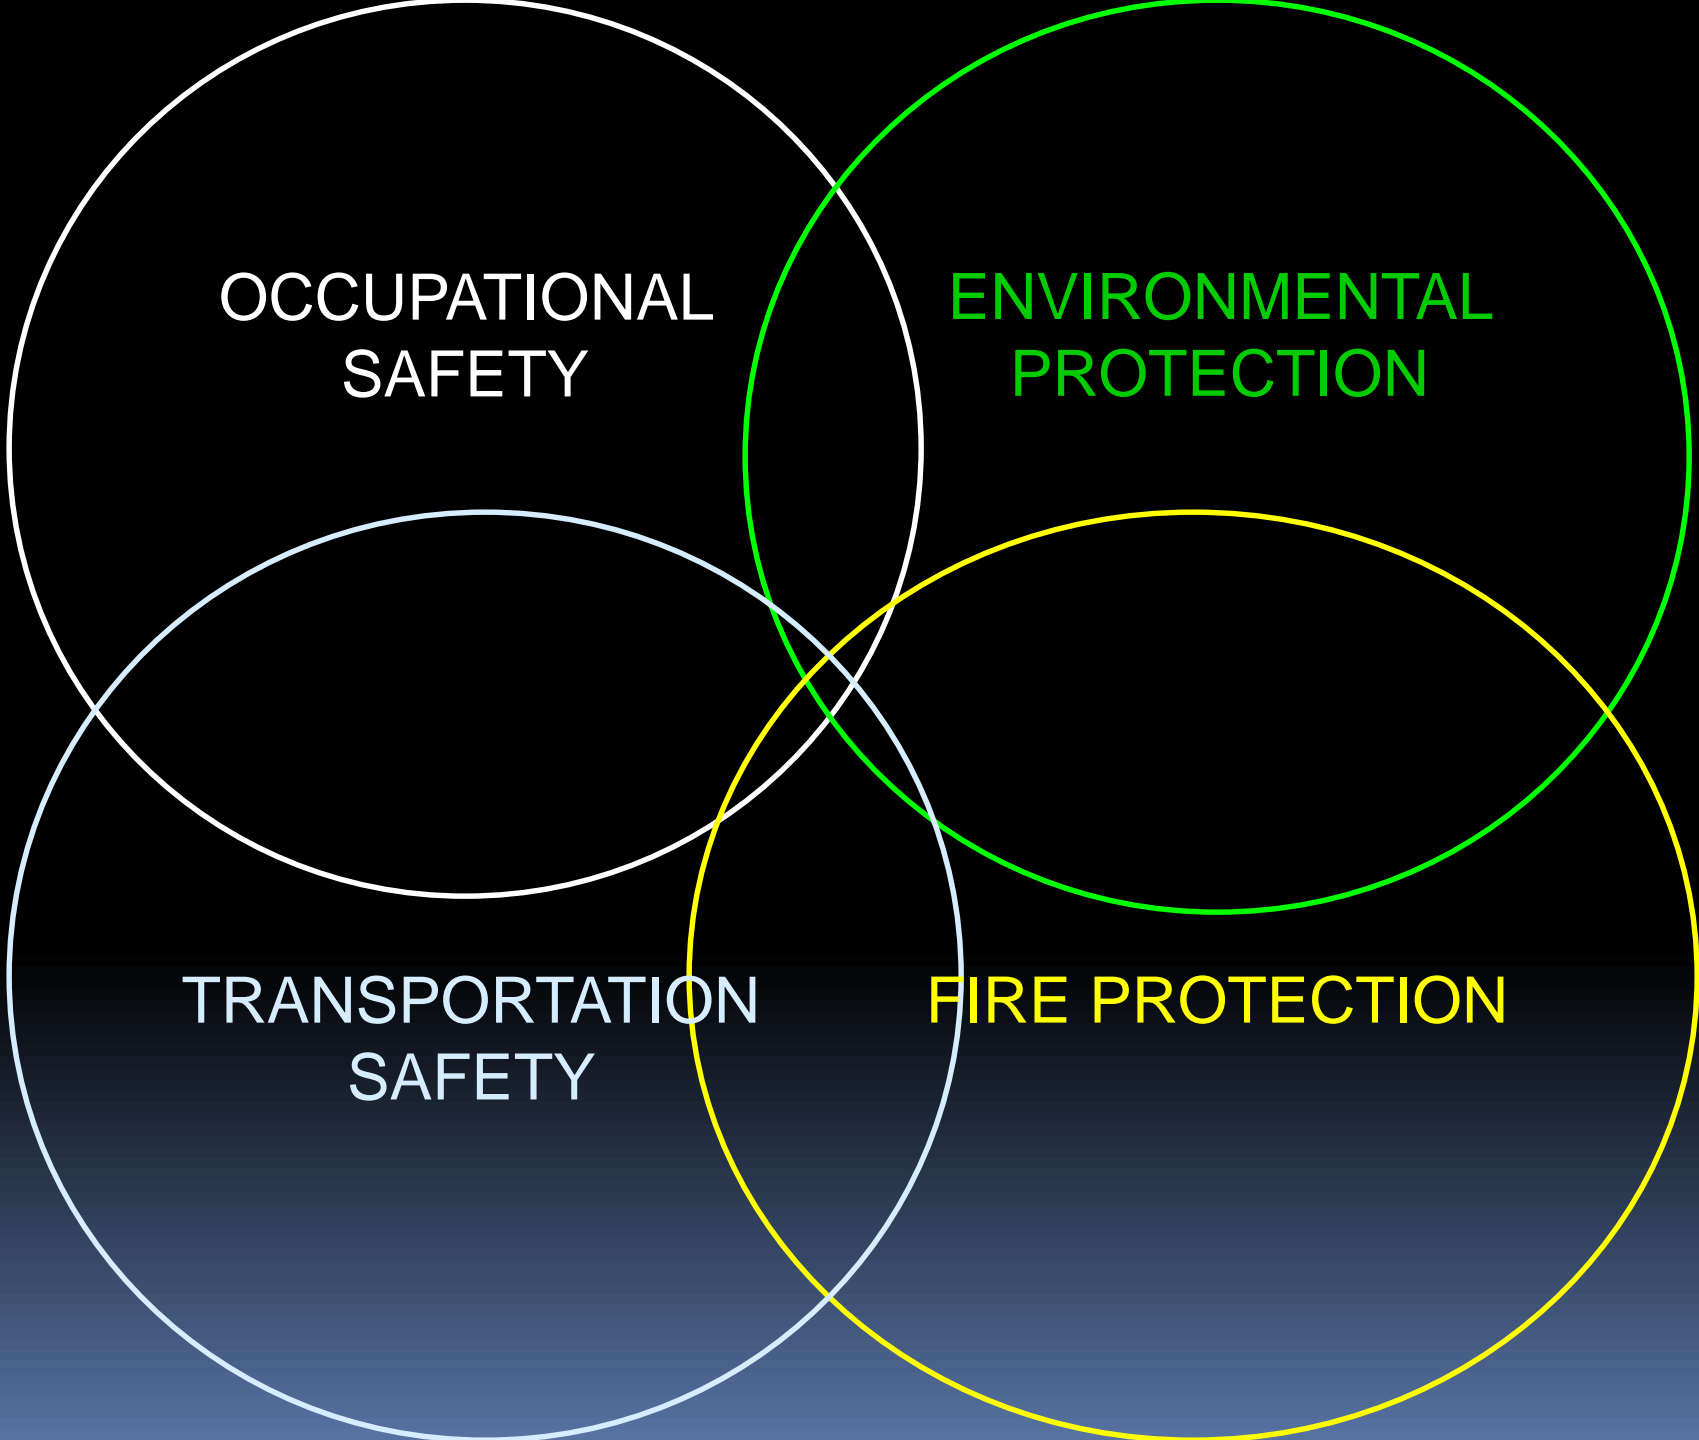 OCCUPATIONAL
SAFETY
ENVIRONMENTAL
PROTECTION
TRANSPORTATION
SAFETY
FIRE PROTECTION